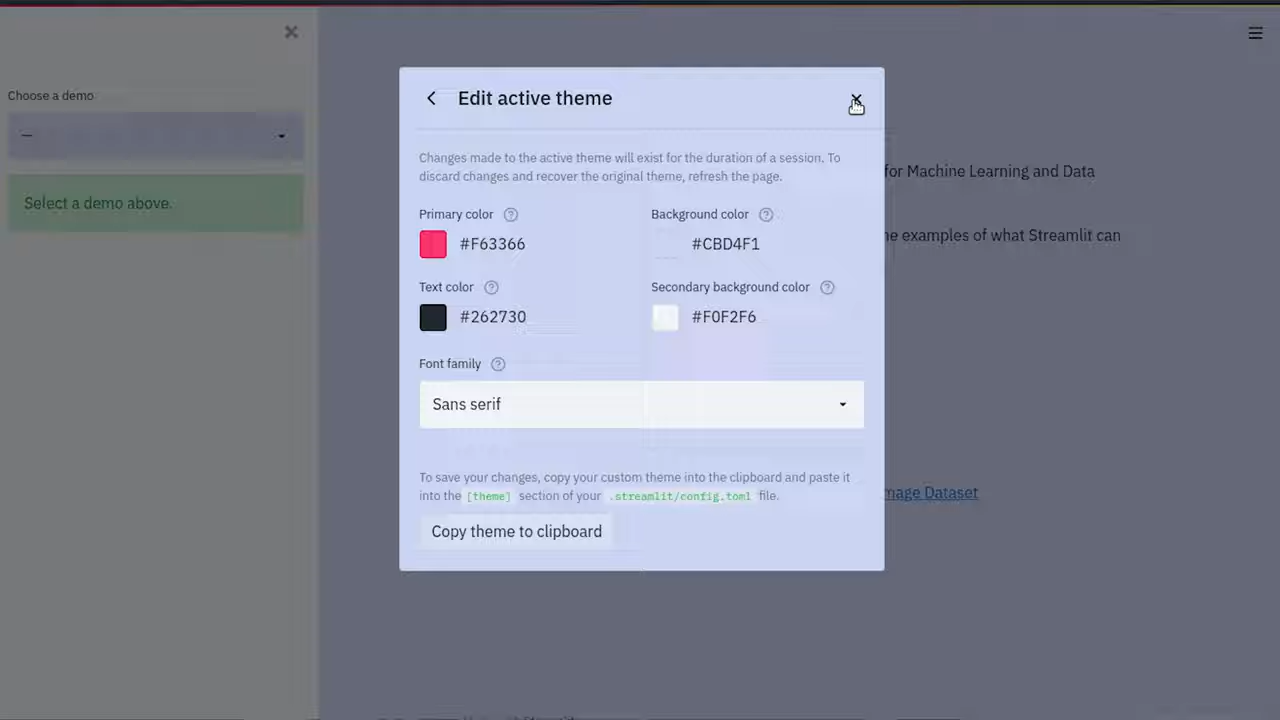 Choose a demo
—
Select a demo above.
Edit active theme
Changes made to the active theme will exist for the duration of a session. To
discard changes and recover the original theme, refresh the page.
Primary color
Background color
#F63366
#CBD4F1
Text color
Secondary background color
#262730
#F0F2F6
Font family
Sans serif
To save your changes, copy your custom theme into the clipboard and paste it
into the [theme] section of your .streamlit/config.toml file.
Copy theme to clipboard
for Machine Learning and Data
examples of what Streamlit can
Dataset